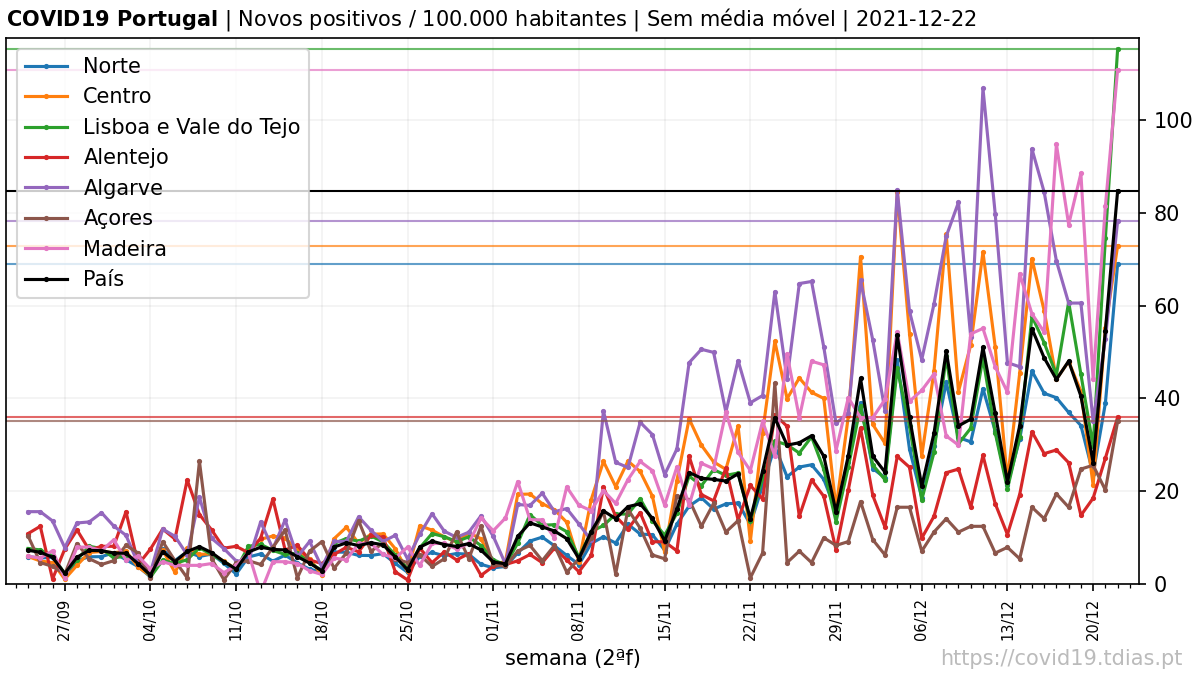 COVID19 Portugal | Novos positivos / 100.000 habitantes | Sem média móvel | 2021-12-22
Norte
Centro
Lisboa e Vale do Tejo
Alentejo
Algarve
Açores
Madeira
País
100
80
60
40
20
0
27/09
04/10
11/10
18/10
25/10
01/11
08/11
15/11
22/11
29/11
06/12
13/12
20/12
semana (2ªf)
https://covid19.tdias.pt